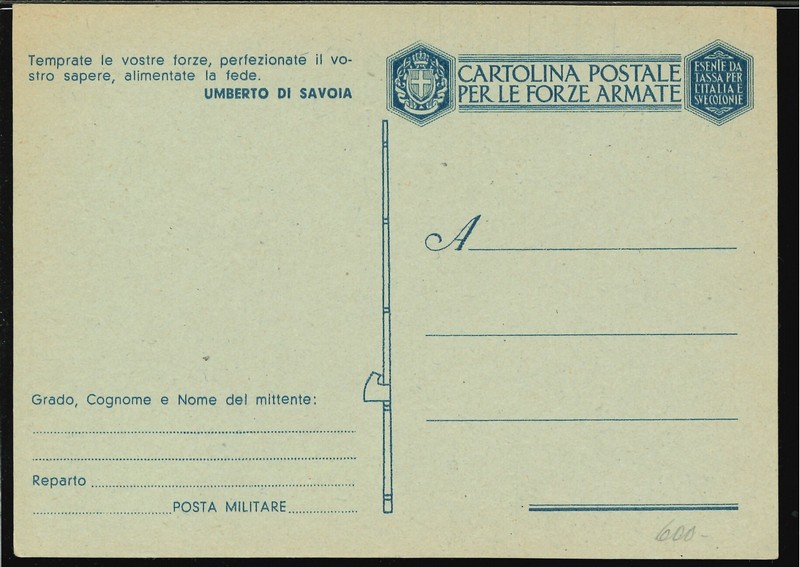 Temprate le vostre forze, perfezionate il vo-
stro sapere, alimentate la fede.
UMBERTO DI SAVOIA
CARTOLINA POSTALE
PER LE FORZE ARMATE
ESENTE DA
TASSA PER
L'ITALIA E
SVE COLONIE
A
Grado, Cognome e Nome del mittente:
Reparto
POSTA MILITARE
600-